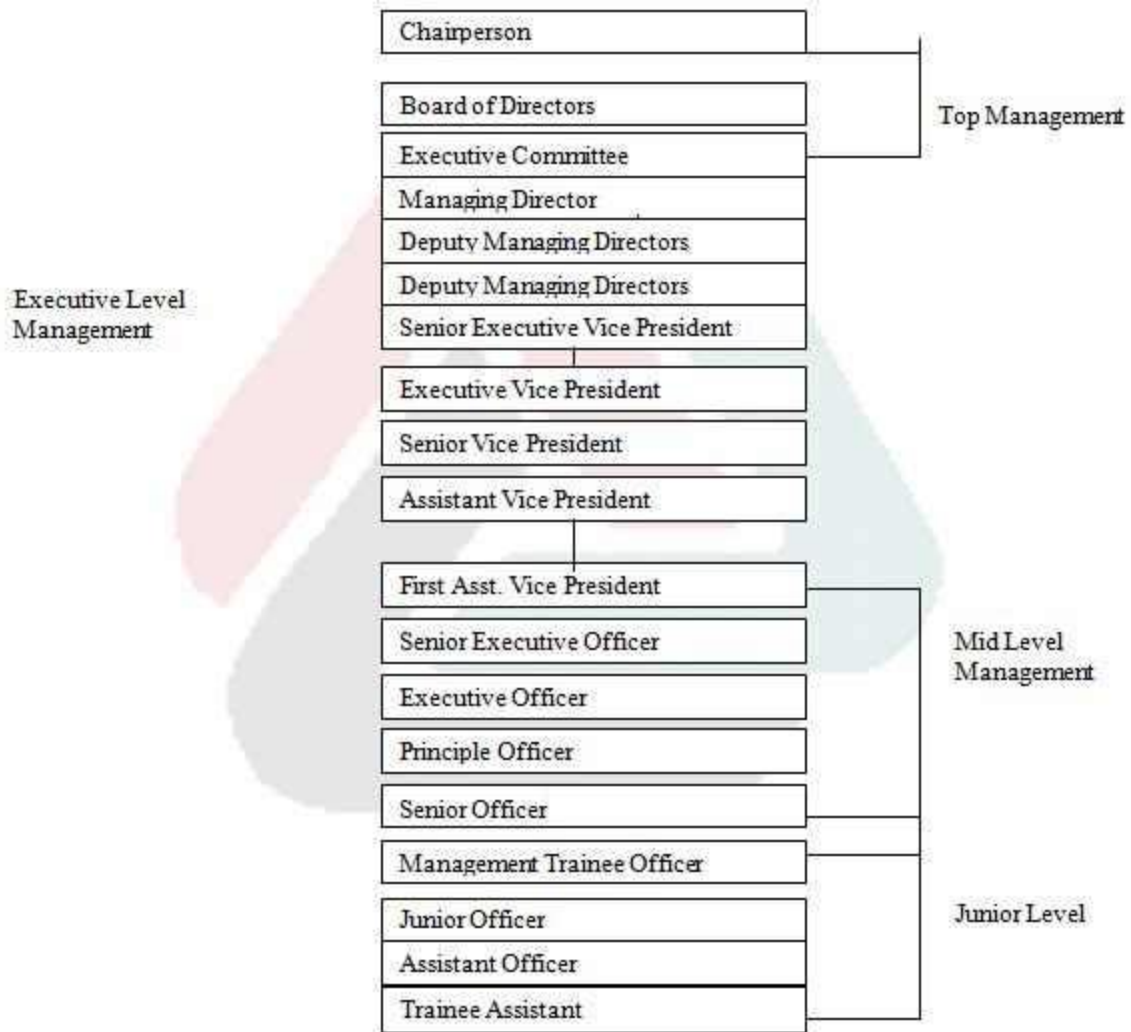 Chairperson
Board of Directors
Top Management
Executive Committee
Managing Director
Deputy Managing Directors
Deputy Managing Directors
Executive Level
Management
Senior Executive Vice President
Executive Vice President
Senior Vice President
Assistant Vice President
First Asst. Vice President
Senior Executive Officer
Mid Level
Management
Executive Officer
Principle Officer
Senior Officer
Management Trainee Officer
Junior Officer
Junior Level
Assistant Officer
Trainee Assistant